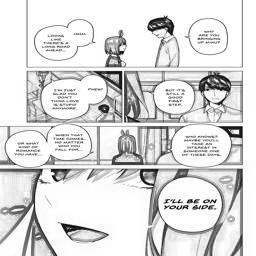 WHY
ARE YOU
BRINGING
UP MIKU?
HMM.
LOOKS
LIKE
THERE'S A
LONG ROAD
AHEAD...
BUT IT'S
STILL A
GOOD
FIRST
STEP.
PHEW!
I'M JUST
GLAD YOU
DON'T
THINK LOVE
IS STUPID
ANYMORE.
WHO KNOWS?
MAYBE YOU'LL
TAKE AN
INTEREST IN
SOMEONE ONE
OF THESE DAYS.
WHEN THAT
TIME COMES,
NO MATTER
WHO YOU
FALL FOR...
OR WHAT
KIND OF
ROMANCE
YOU HAVE...
I'LL BE ON
YOUR SIDE.